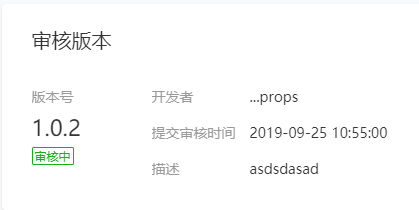 审核版本
版本号
1.0.2
审核中
开发者 ...props
提交审核时间 2019-09-25 10:55:00
描述 asdsdasad